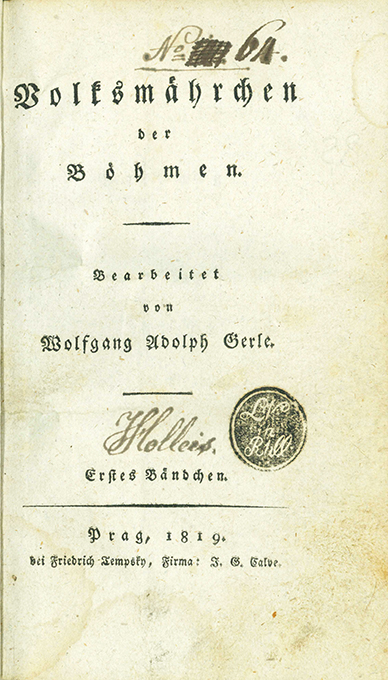 No 61.
Volksmährchen
der
Böhmen.
Bearbeitet
von
Wolfgang Adolph Gerle.
Holleis.
Erstes Bändchen.
Prag, 1819.
bei Friedrich Tempsky, Firma: J. G. Calve.